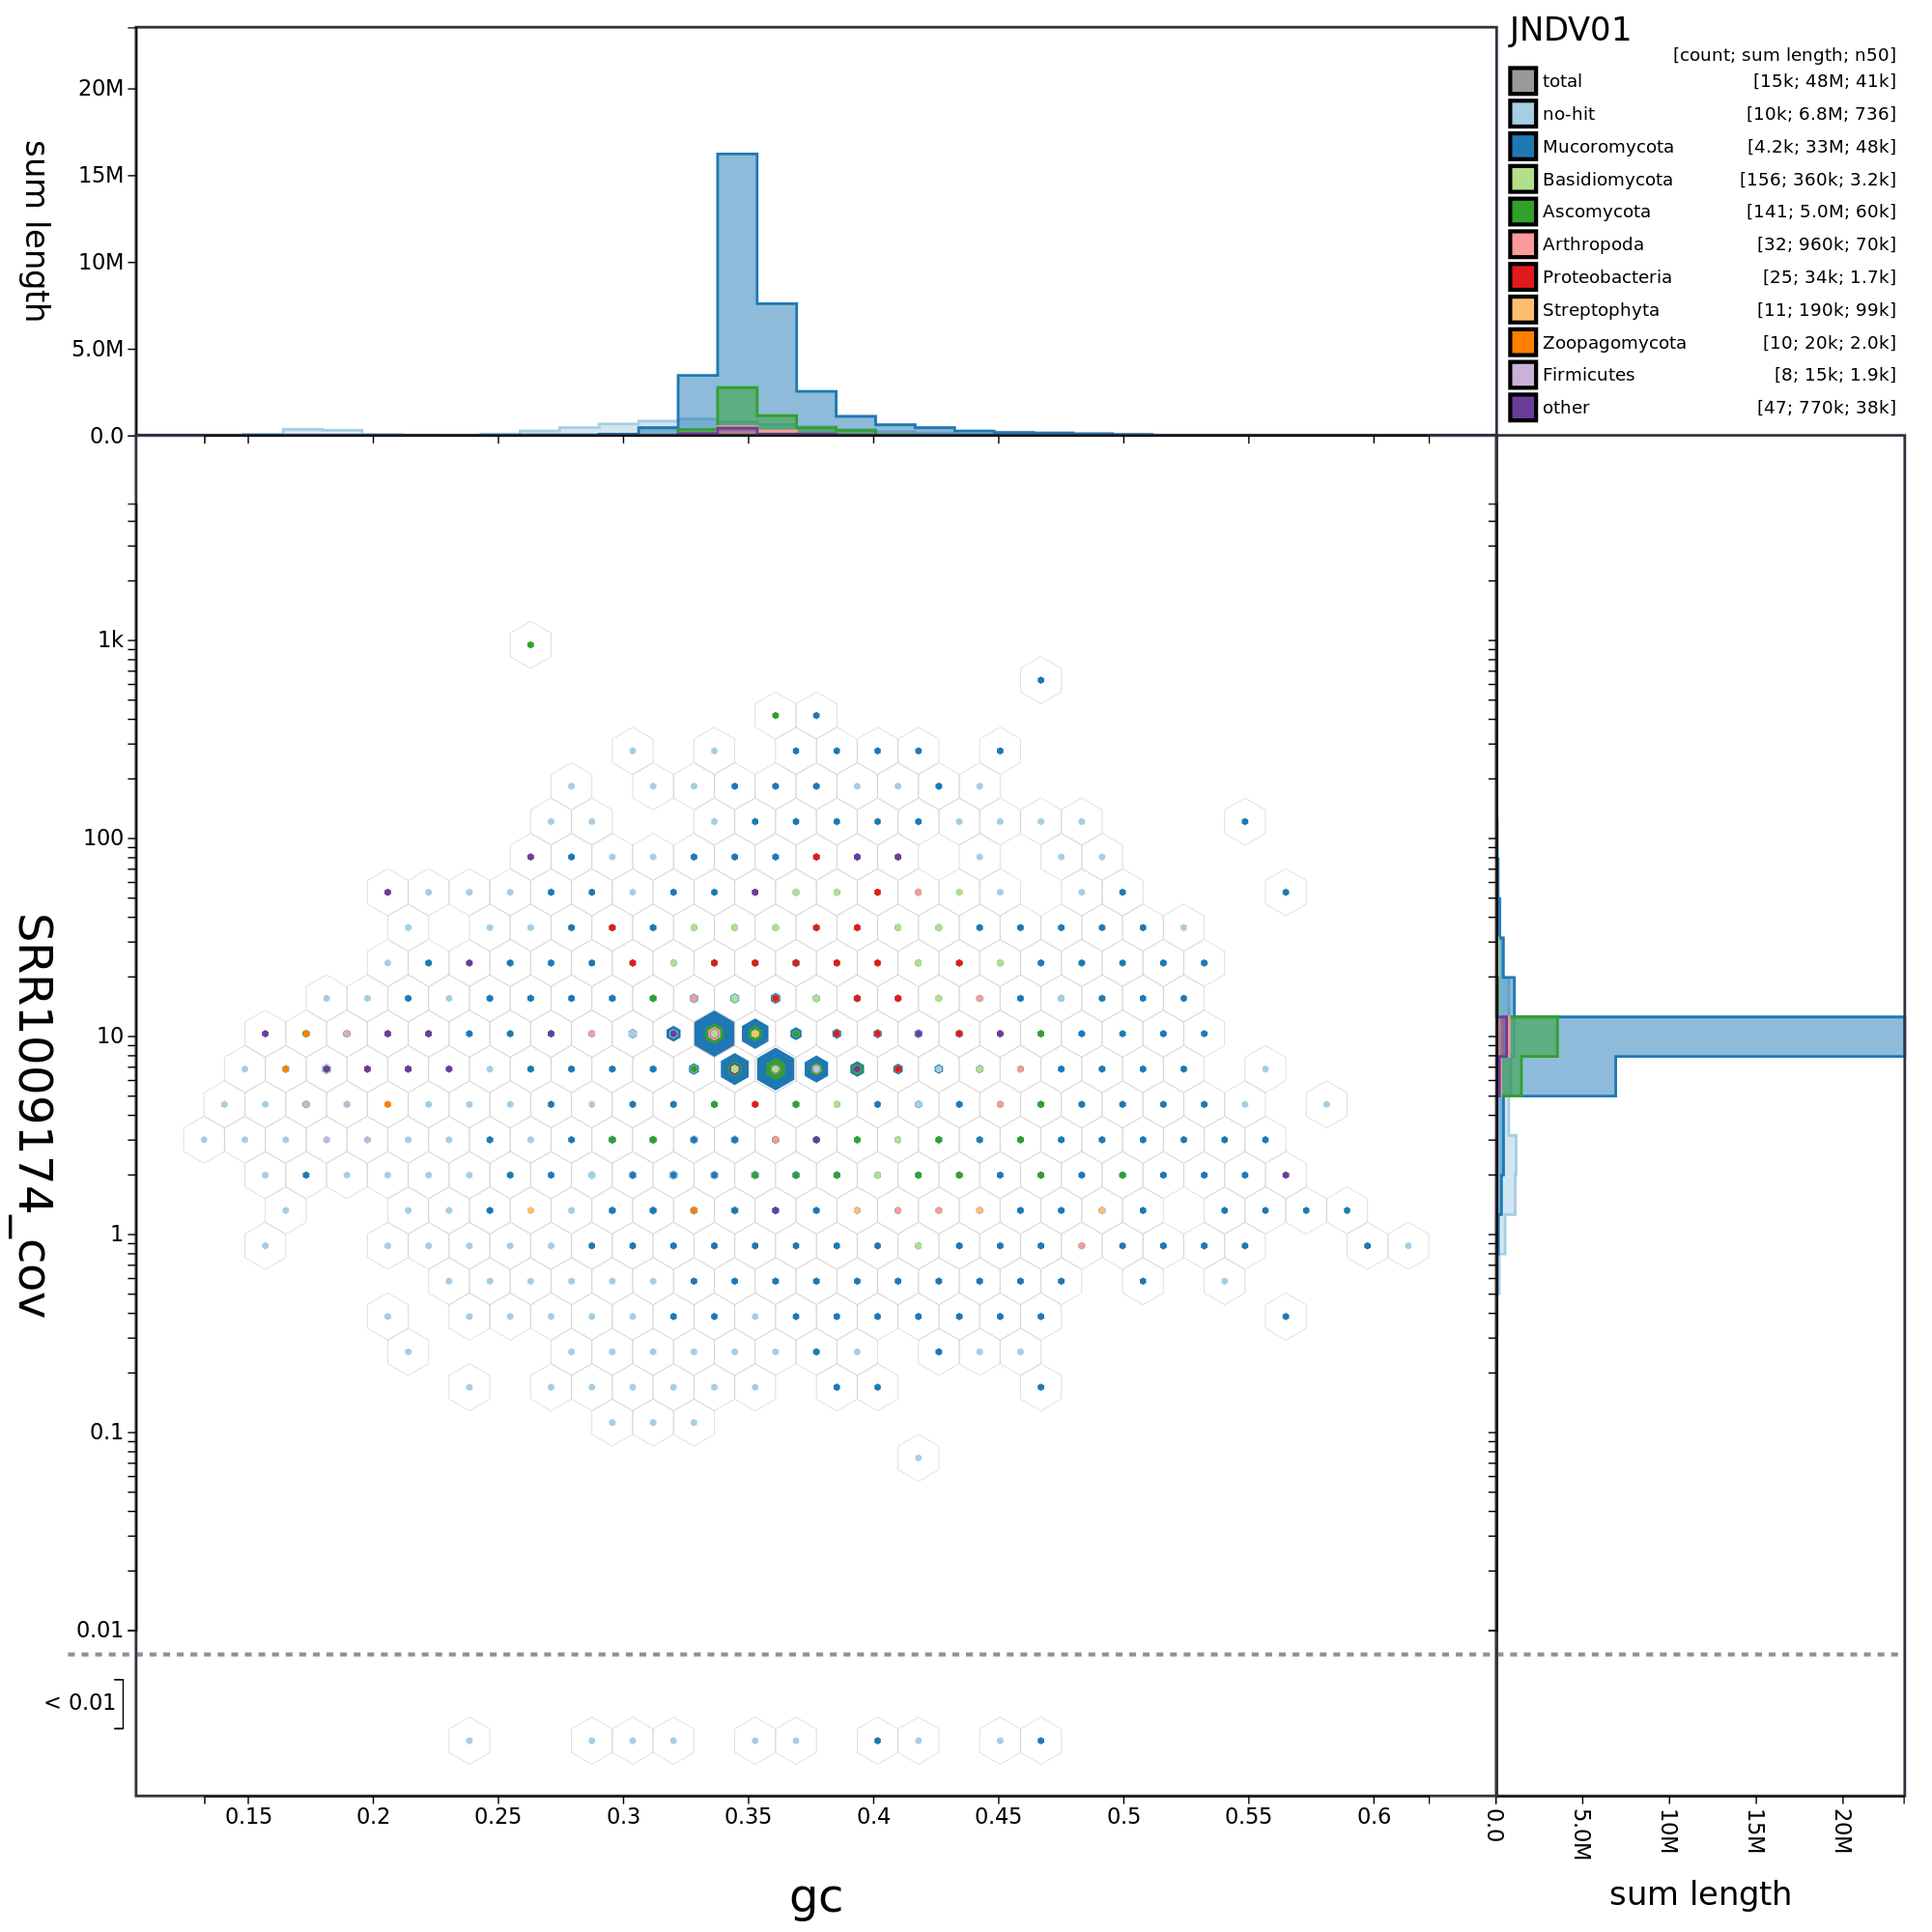 JNDV01
[count; sum length; n50]
total [15k; 48M; 41k]
no-hit [10k; 6.8M; 736]
Mucoromycota [4.2k; 33M; 48k]
Basidiomycota [156; 360k; 3.2k]
Ascomycota [141; 5.0M; 60k]
Arthropoda [32; 960k; 70k]
Proteobacteria [25; 34k; 1.7k]
Streptophyta [11; 190k; 99k]
Zoopagomycota [10; 20k; 2.0k]
Firmicutes [8; 15k; 1.9k]
other [47; 770k; 38k]
sum length
20M
15M
10M
5.0M
0.0
SRR1009174_cov
1k
100
10
1
0.1
0.01
< 0.01
0.15 0.2 0.25 0.3 0.35 0.4 0.45 0.5 0.55 0.6
gc
0.0 5.0M 10M 15M 20M
sum length